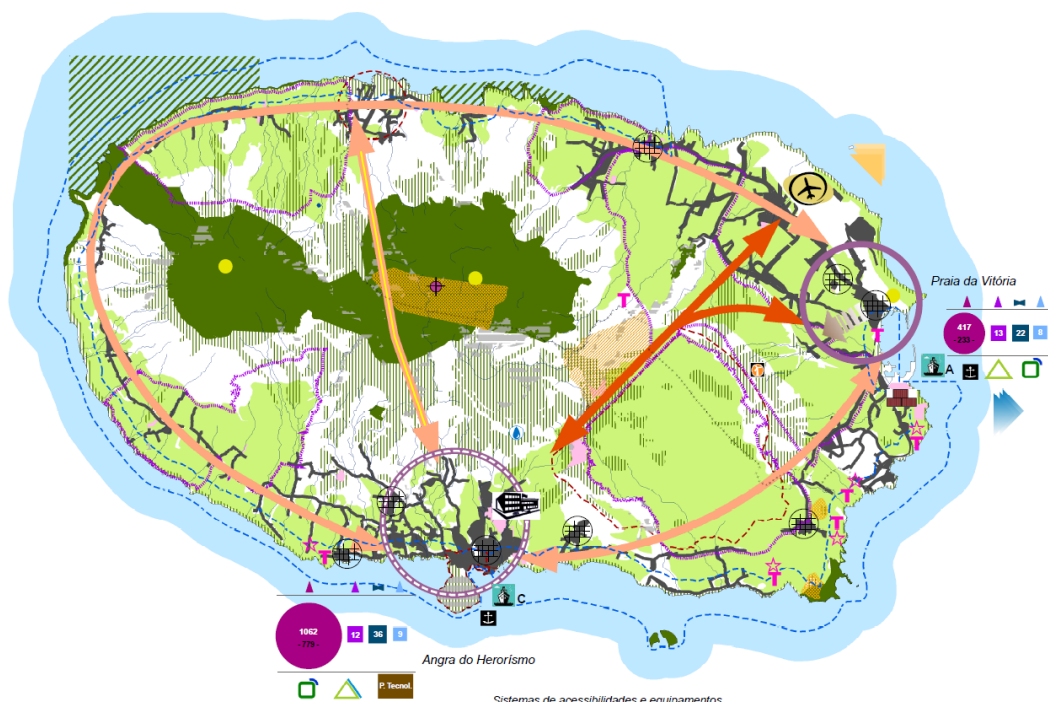 T
Praia da Vitória
417
-233-
13
22
8
T
A
T
T
T
T
T
C
1062
-779-
12
36
9
Angra do Herorísmo
P. Tecnol.
Sistemas de acessibilidades e equipamentos